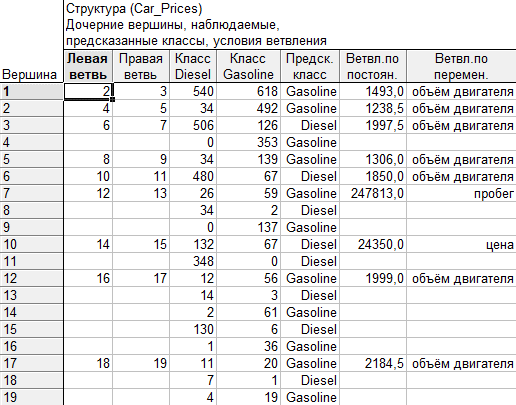 Структура (Car_Prices)
Дочерние вершины, наблюдаемые,
предсказанные классы, условия ветвления
Вершина Левая ветвь Правая ветвь Класс Diesel Класс Gasoline Предск. класс Ветвл.по постоян. Ветвл.по перемен.
1 2 3 540 618 Gasoline 1493,0 объём двигателя
2 4 5 34 492 Gasoline 1238,5 объём двигателя
3 6 7 506 126 Diesel 1997,5 объём двигателя
4 0 353 Gasoline
5 8 9 34 139 Gasoline 1306,0 объём двигателя
6 10 11 480 67 Diesel 1850,0 объём двигателя
7 12 13 26 59 Gasoline 247813,0 пробег
8 34 2 Diesel
9 0 137 Gasoline
10 14 15 132 67 Diesel 24350,0 цена
11 348 0 Diesel
12 16 17 12 56 Gasoline 1999,0 объём двигателя
13 14 3 Diesel
14 2 61 Gasoline
15 130 6 Diesel
16 1 36 Gasoline
17 18 19 11 20 Gasoline 2184,5 объём двигателя
18 7 1 Diesel
19 4 19 Gasoline